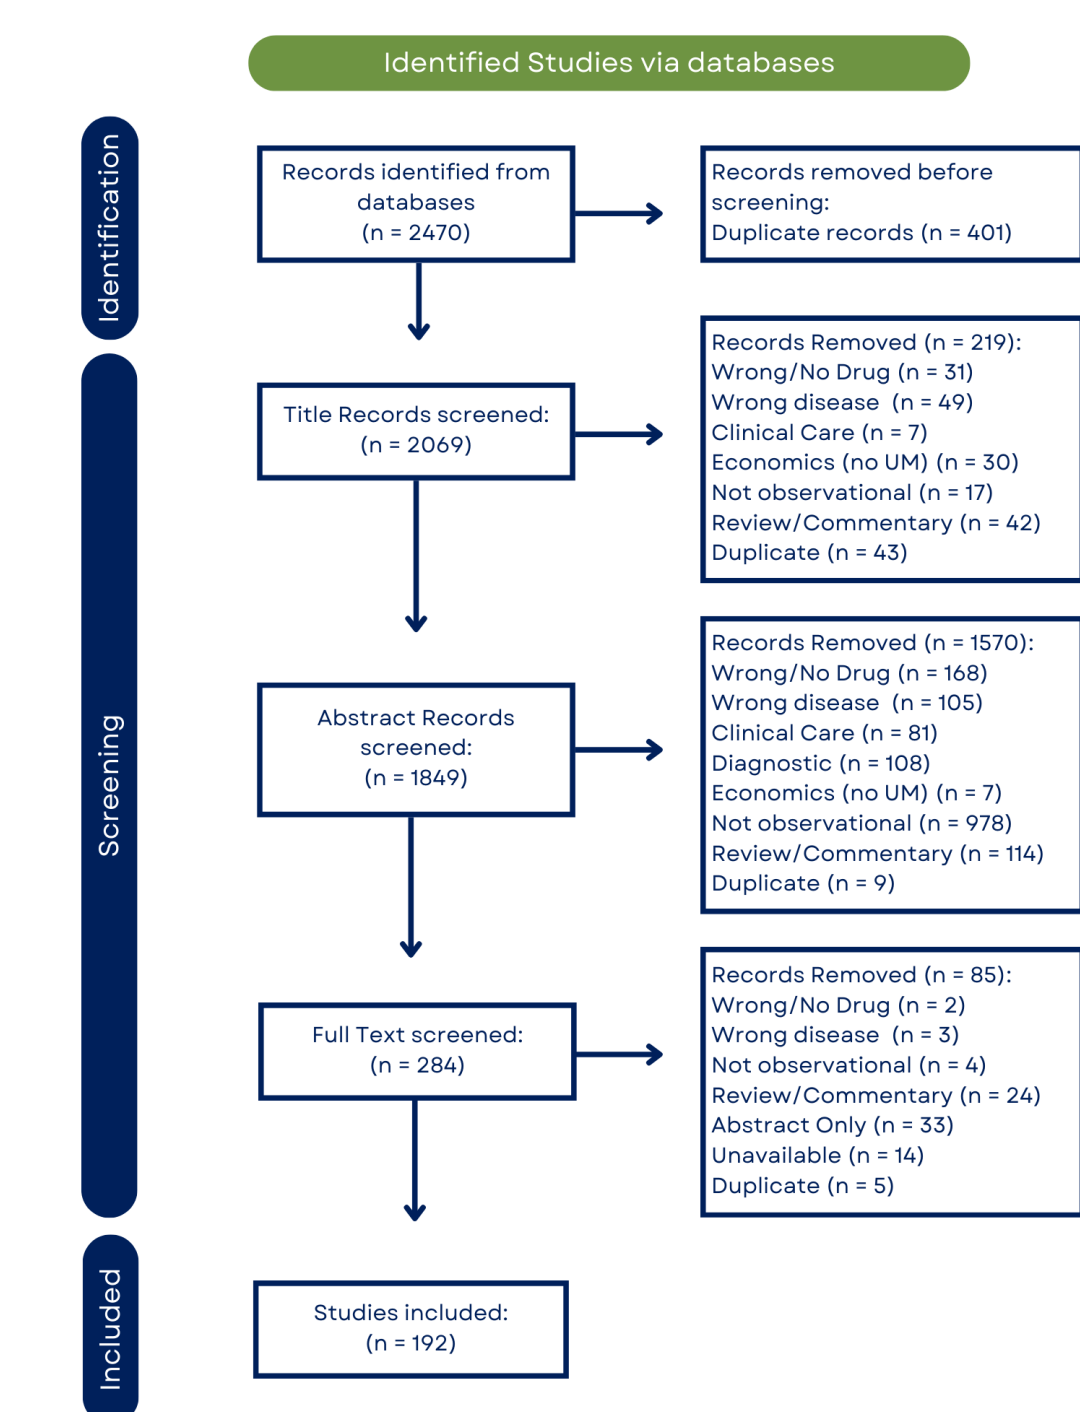 Identified Studies via databases
Identification
Records identified from
databases
(n = 2470)
Records removed before
screening:
Duplicate records (n = 401)
Screening
Title Records screened:
(n = 2069)
Records Removed (n = 219):
Wrong/No Drug (n = 31)
Wrong disease (n = 49)
Clinical Care (n = 7)
Economics (no UM) (n = 30)
Not observational (n = 17)
Review/Commentary (n = 42)
Duplicate (n = 43)
Abstract Records
screened:
(n = 1849)
Records Removed (n = 1570):
Wrong/No Drug (n = 168)
Wrong disease (n = 105)
Clinical Care (n = 81)
Diagnostic (n = 108)
Economics (no UM) (n = 7)
Not observational (n = 978)
Review/Commentary (n = 114)
Duplicate (n = 9)
Full Text screened:
(n = 284)
Records Removed (n = 85):
Wrong/No Drug (n = 2)
Wrong disease (n = 3)
Not observational (n = 4)
Review/Commentary (n = 24)
Abstract Only (n = 33)
Unavailable (n = 14)
Duplicate (n = 5)
Included
Studies included:
(n = 192)